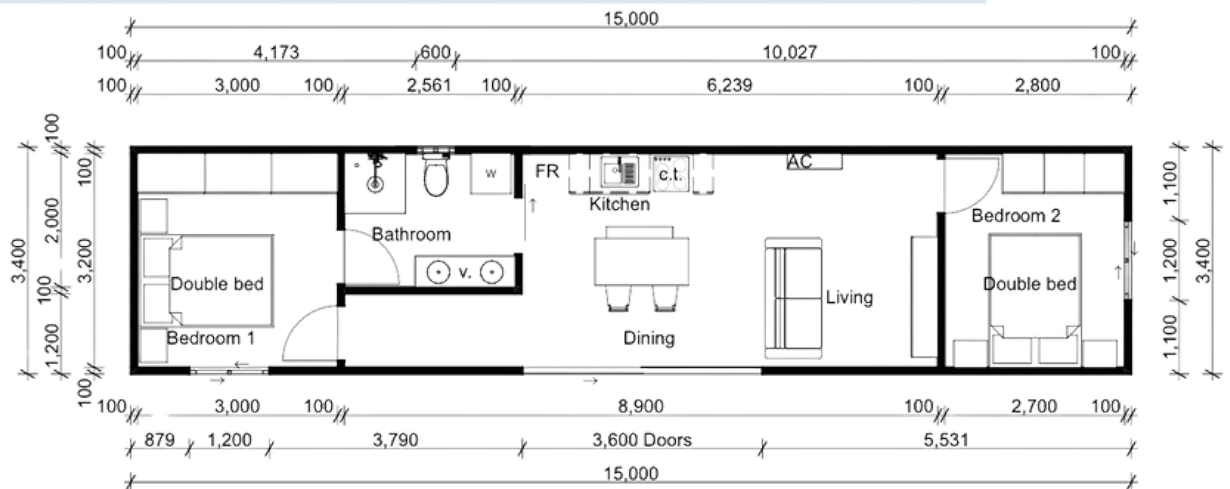 15,000
100 4,173 600 10,027 100
100 3,000 100 2,561 100 6,239 100 2,800
100
100
3,400
2,000
3,200
100
1,200
100
FR
W
c.t.
AC
Kitchen
Bathroom
Bedroom 2
1,100
1,200
3,400
1,100
Double bed
v.
Living
Double bed
Bedroom 1
Dining
100 3,000 100 8,900 100 2,700 100
879 1,200 3,790 3,600 Doors 5,531
15,000